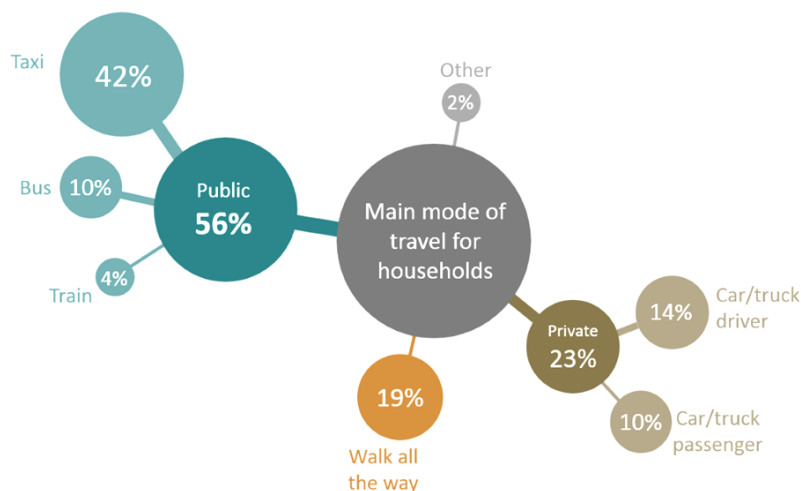 Taxi
42%
Bus
10%
Train
4%
Public
56%
Main mode of
travel for
households
Other
2%
Private
23%
Car/truck
driver
14%
Car/truck
passenger
10%
19%
Walk all
the way